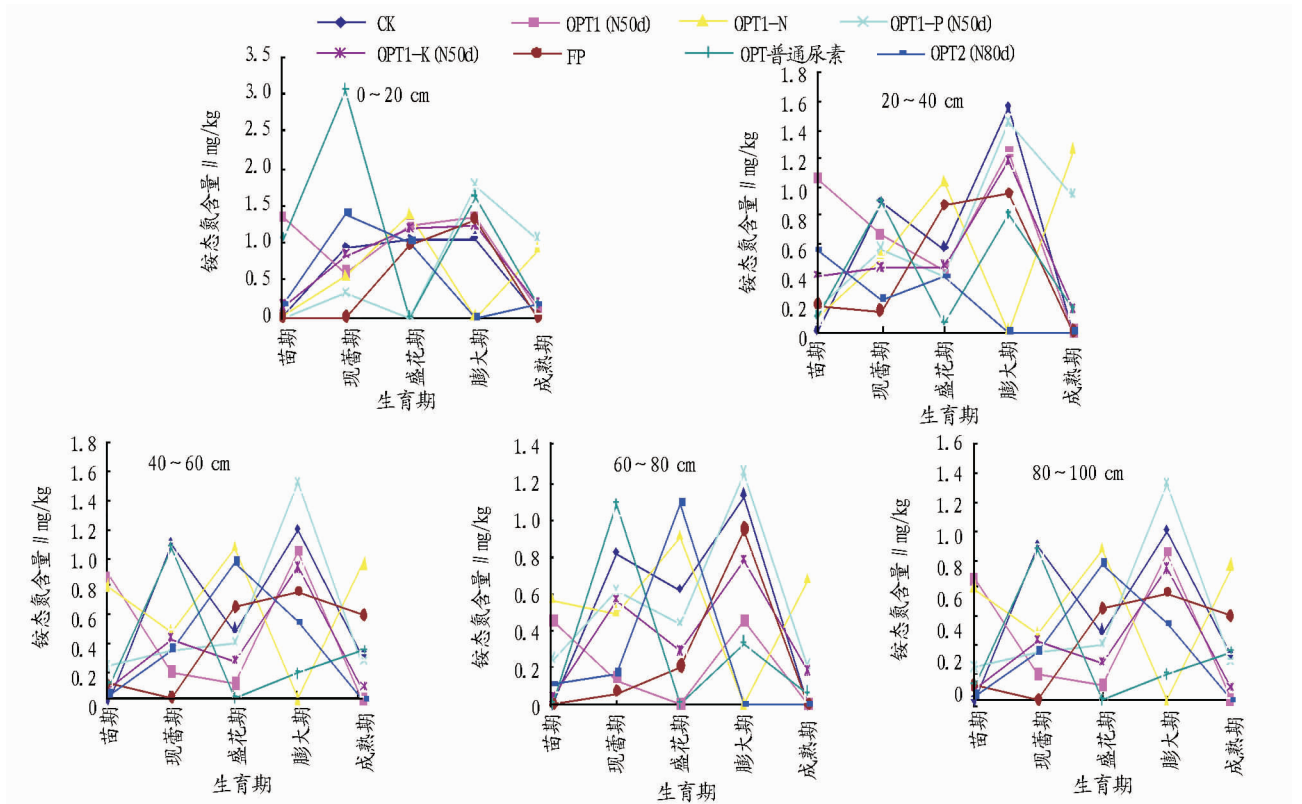 CK OPT1 (N50d) OPT1-N OPT1-P (N50d)
OPT1-K (N50d) FP OPT普通尿素 OPT2 (N80d)
铵态氮含量∥mg/kg
3.5
3.0
2.5
2.0
1.5
1.0
0.5
0
0～20 cm
苗期
现蕾期
盛花期
膨大期
成熟期
生育期
铵态氮含量∥mg/kg
1.8
1.6
1.4
1.2
1.0
0.8
0.6
0.4
0.2
0
20～40 cm
苗期
现蕾期
盛花期
膨大期
成熟期
生育期
铵态氮含量∥mg/kg
1.8
1.6
1.4
1.2
1.0
0.8
0.6
0.4
0.2
0
40～60 cm
苗期
现蕾期
盛花期
膨大期
成熟期
生育期
铵态氮含量∥mg/kg
1.4
1.2
1.0
0.8
0.6
0.4
0.2
0
60～80 cm
苗期
现蕾期
盛花期
膨大期
成熟期
生育期
铵态氮含量∥mg/kg
1.6
1.4
1.2
1.0
0.8
0.6
0.4
0.2
0
80～100 cm
苗期
现蕾期
盛花期
膨大期
成熟期
生育期